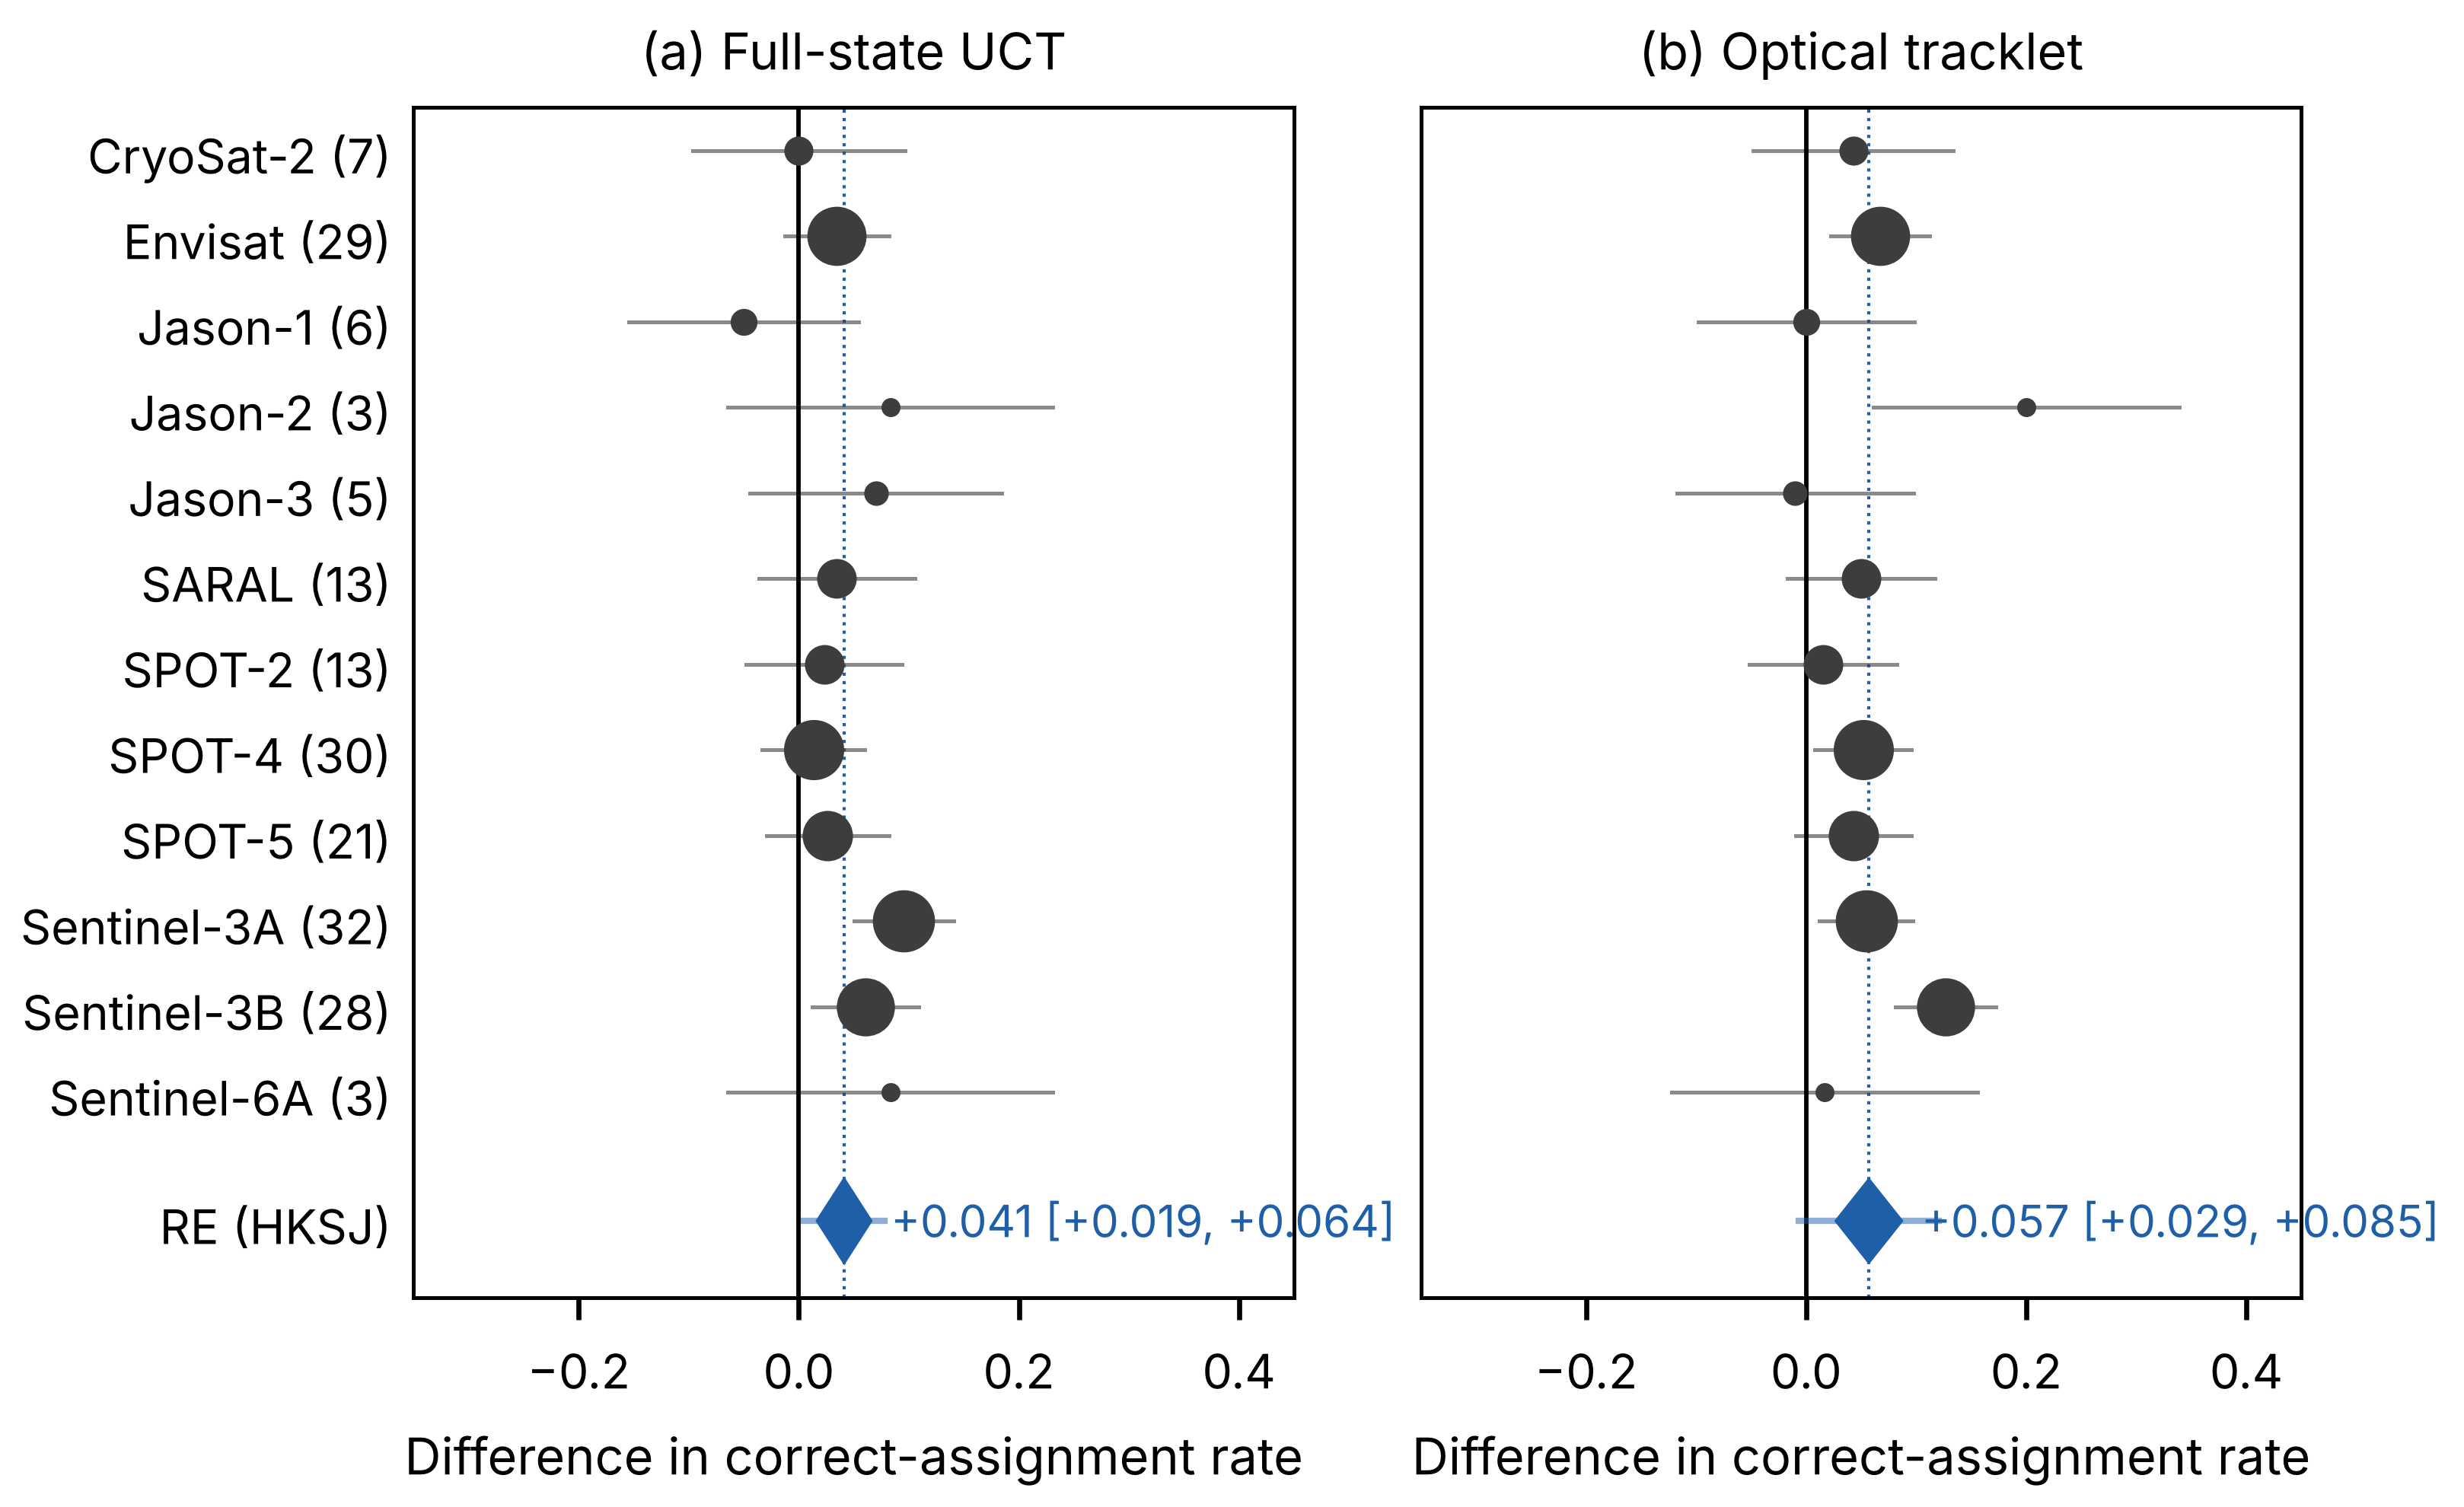 (a) Full-state UCT
(b) Optical tracklet
CryoSat-2 (7)
Envisat (29)
Jason-1 (6)
Jason-2 (3)
Jason-3 (5)
SARAL (13)
SPOT-2 (13)
SPOT-4 (30)
SPOT-5 (21)
Sentinel-3A (32)
Sentinel-3B (28)
Sentinel-6A (3)
RE (HKSJ)
+0.041 [+0.019, +0.064]
+0.057 [+0.029, +0.085]
−0.2 0.0 0.2 0.4
−0.2 0.0 0.2 0.4
Difference in correct-assignment rate
Difference in correct-assignment rate